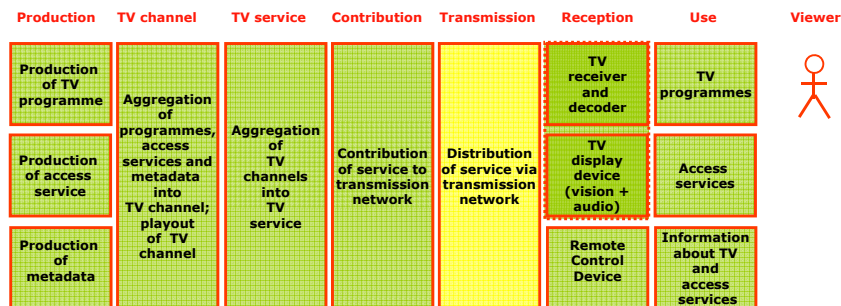 Production TV channel TV service Contribution Transmission Reception Use Viewer
Production
of TV
programme
Production
of access
service
Production
of
metadata
Aggregation
of
programmes,
access
services and
metadata
into
TV channel;
playout
of TV
channel
Aggregation
of
TV
channels
into
TV
service
Contribution
of service to
transmission
network
Distribution
of service via
transmission
network
TV
receiver
and
decoder
TV
display
device
(vision +
audio)
Remote
Control
Device
TV
programmes
Access
services
Information
about TV
and
access
services